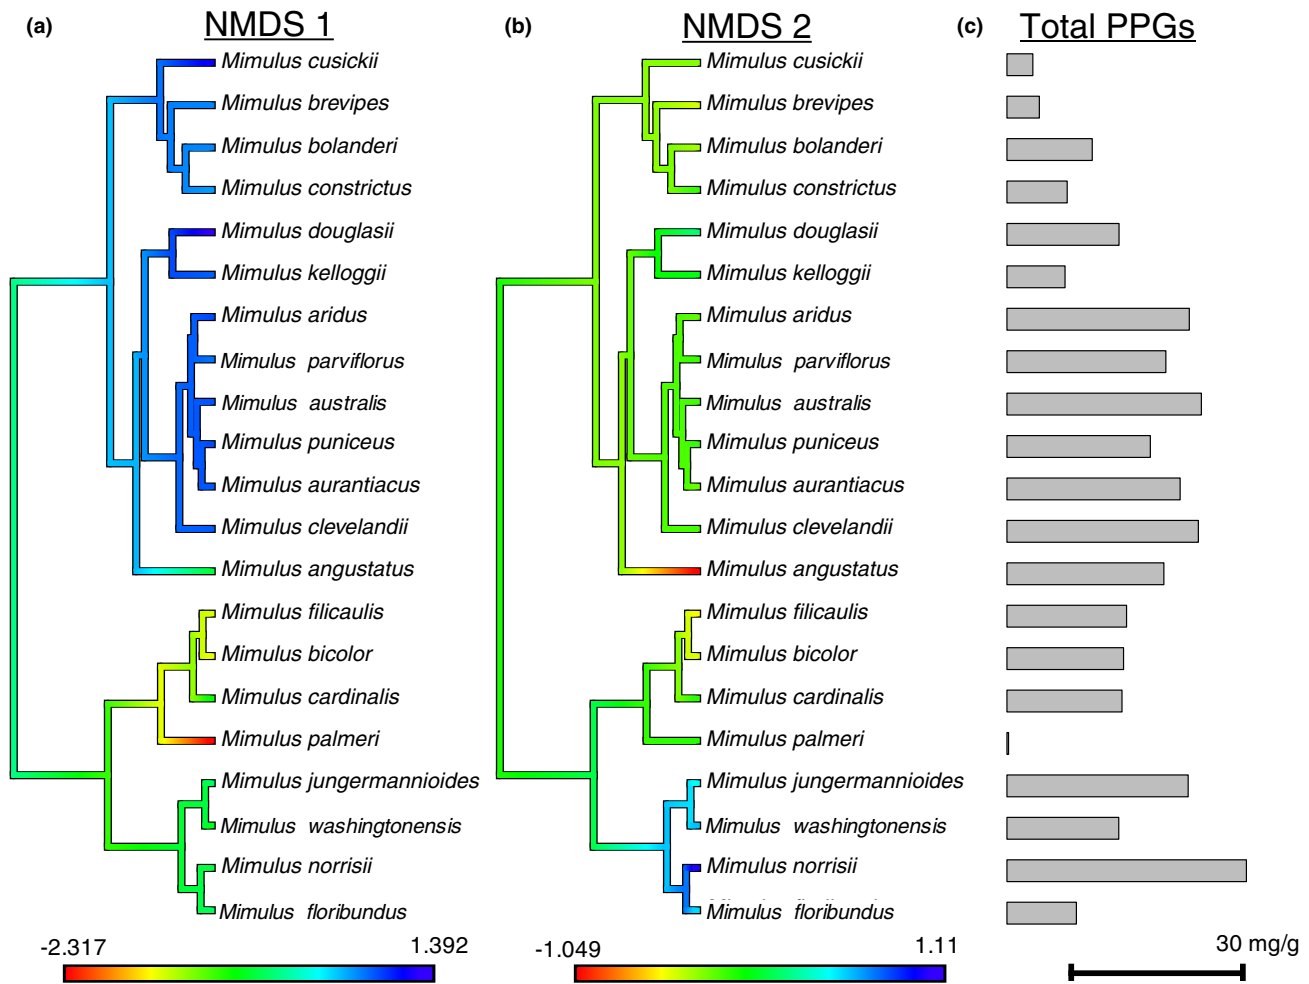 (a) NMDS 1
Mimulus cusickii
Mimulus brevipes
Mimulus bolanderi
Mimulus constrictus
Mimulus douglasii
Mimulus kelloggii
Mimulus aridus
Mimulus parviflorus
Mimulus australis
Mimulus puniceus
Mimulus aurantiacus
Mimulus clevelandii
Mimulus angustatus
Mimulus filicaulis
Mimulus bicolor
Mimulus cardinalis
Mimulus palmeri
Mimulus jungermannioides
Mimulus washingtonensis
Mimulus norrisii
Mimulus floribundus
-2.317 1.392
(b) NMDS 2
Mimulus cusickii
Mimulus brevipes
Mimulus bolanderi
Mimulus constrictus
Mimulus douglasii
Mimulus kelloggii
Mimulus aridus
Mimulus parviflorus
Mimulus australis
Mimulus puniceus
Mimulus aurantiacus
Mimulus clevelandii
Mimulus angustatus
Mimulus filicaulis
Mimulus bicolor
Mimulus cardinalis
Mimulus palmeri
Mimulus jungermannioides
Mimulus washingtonensis
Mimulus norrisii
Mimulus floribundus
-1.049 1.11
(c) Total PPGs
30 mg/g